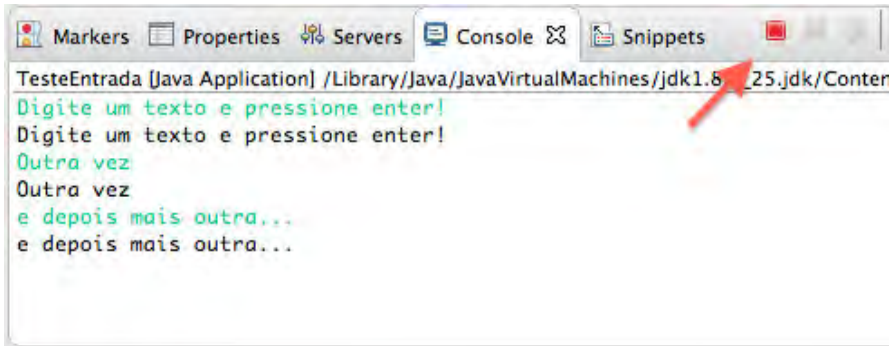 Markers Properties Servers Console Snippets
TesteEntrada [Java Application] /Library/Java/JavaVirtualMachines/jdk1.8 _25.jdk/Conten
Digite um texto e pressione enter!
Digite um texto e pressione enter!
Outra vez
Outra vez
e depois mais outra...
e depois mais outra...